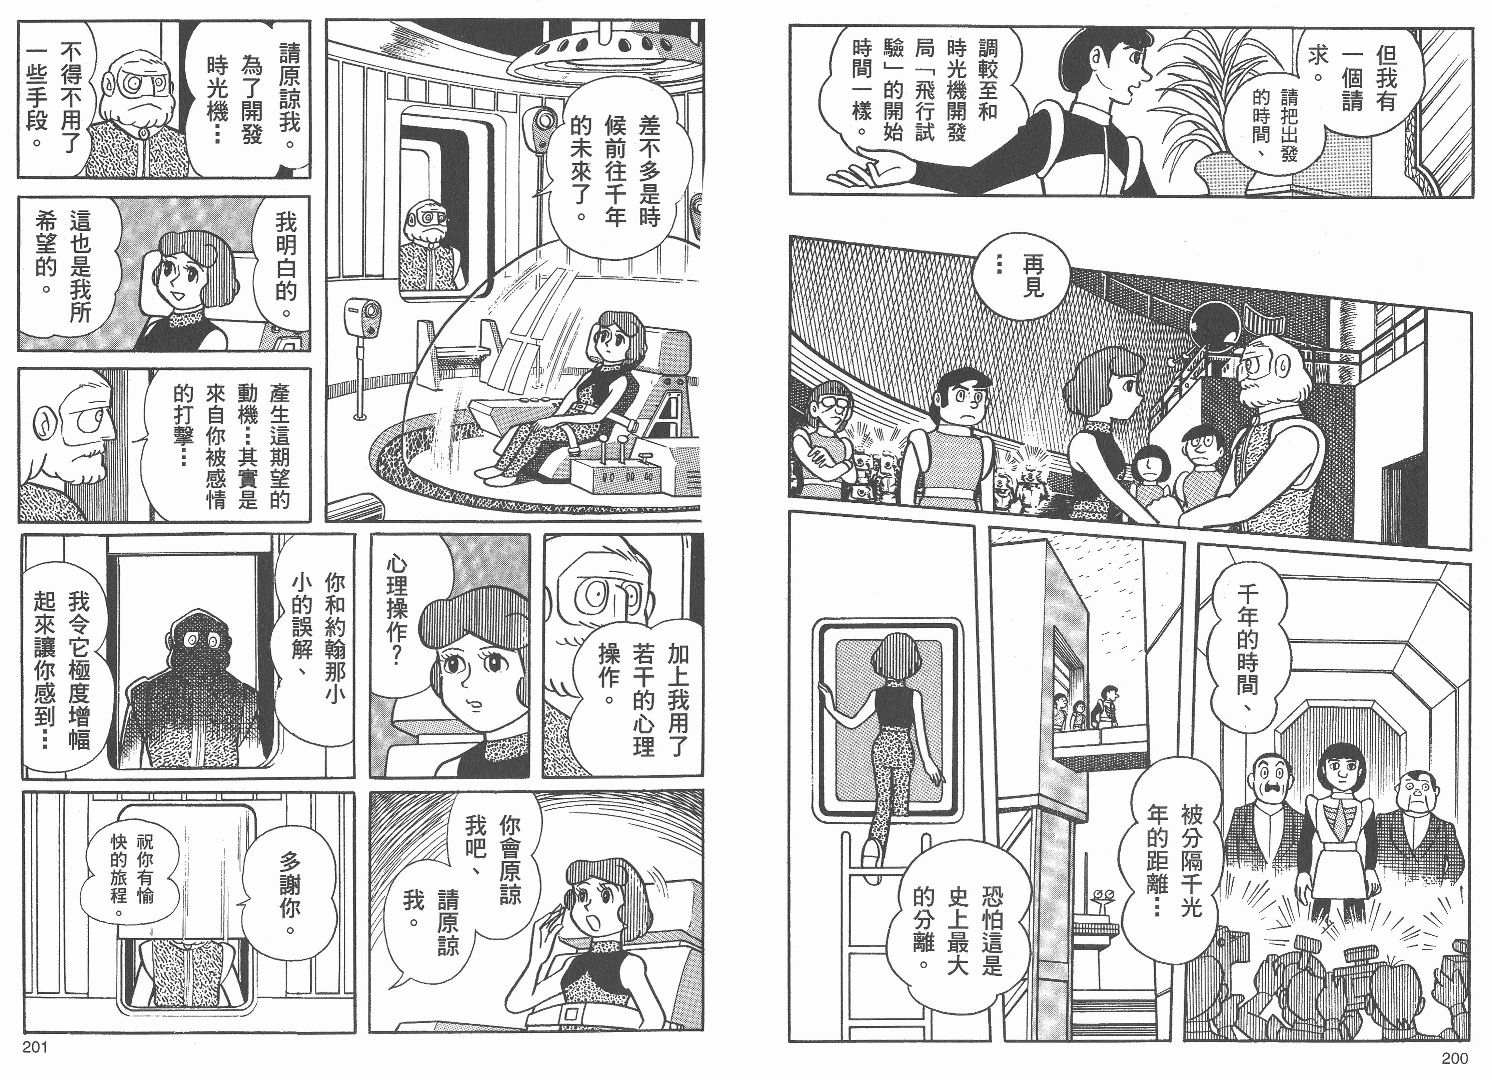 但我有
一個請
求。
請把出發
的時間、
調較至和
時光機開發
局「飛行試
驗」的開始
時間一樣。
再見
…
千年的時間、
被分隔千光
年的距離…
恐怕這是
史上最大
的分離。
200
差不多是時
候前往千年
的未來了。
請原諒我。
為了開發
時光機…
不得不用了
一些手段。
我明白的。
這也是我所
希望的。
產生這期望的
動機…其實是
來自你被感情
的打擊…
加上我用了
若干的心理
操作。
心理操作?
你和約翰那小
小的誤解、
我令它極度增幅
起來讓你感到…
你會原諒
我吧、
請原諒
我。
多謝你。
祝你有愉
快的旅程。
201